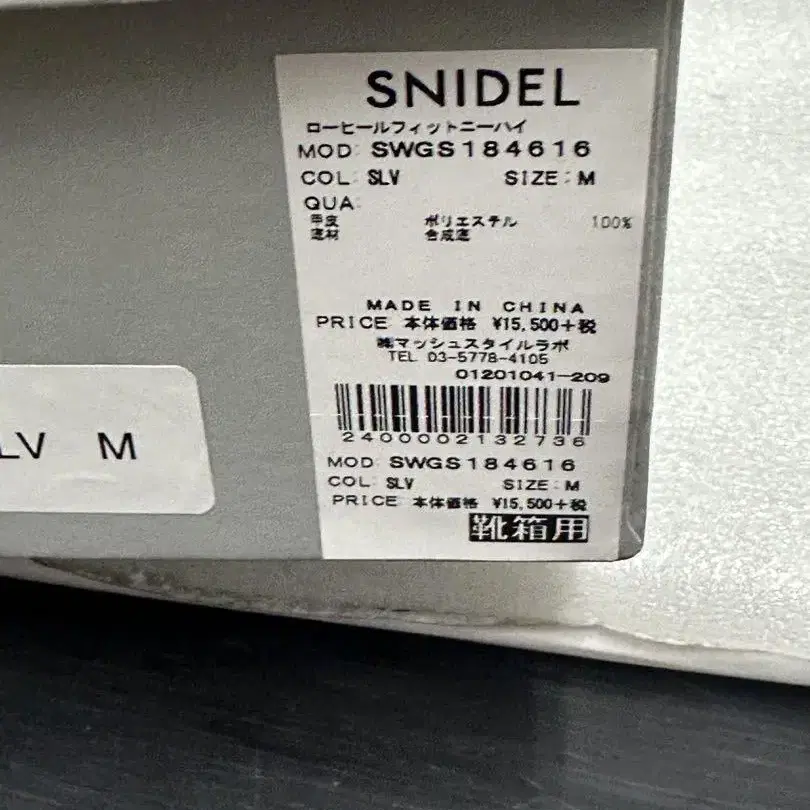 SNIDEL
ローヒールフィットニーハイ
MOD: SWGS184616
COL: SLV SIZE: M
QUA:
甲皮 ポリエステル 100%
底材 合成底
MADE IN CHINA
PRICE 本体価格 ¥15,500+税
㈱マッシュスタイルラボ
TEL 03-5778-4105
01201041-209
2400002132736
MOD: SWGS184616
COL: SLV SIZE: M
PRICE: 本体価格 ¥15,500+税
靴箱用
LV M